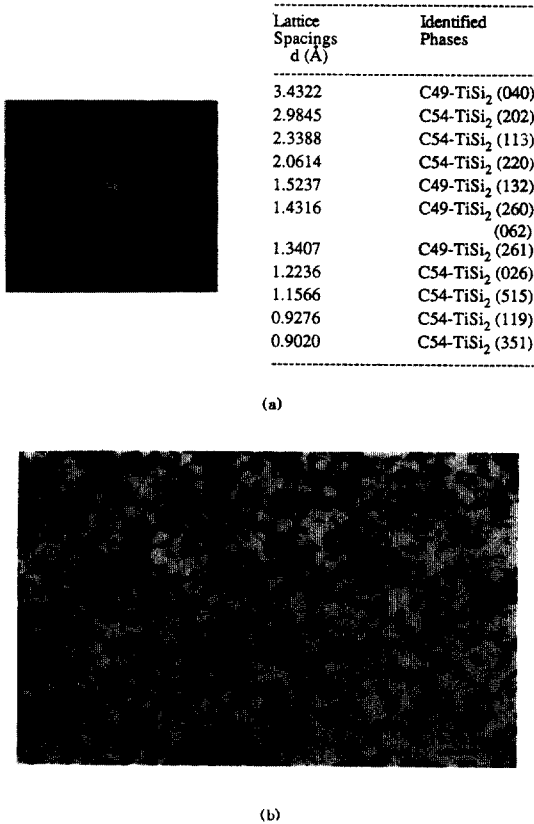 Lattice Identified
Spacings Phases
d (Å)
3.4322 C49-TiSi2 (040)
2.9845 C54-TiSi2 (202)
2.3388 C54-TiSi2 (113)
2.0614 C54-TiSi2 (220)
1.5237 C49-TiSi2 (132)
1.4316 C49-TiSi2 (260)
(062)
1.3407 C49-TiSi2 (261)
1.2236 C54-TiSi2 (026)
1.1566 C54-TiSi2 (515)
0.9276 C54-TiSi2 (119)
0.9020 C54-TiSi2 (351)
(a)
(b)